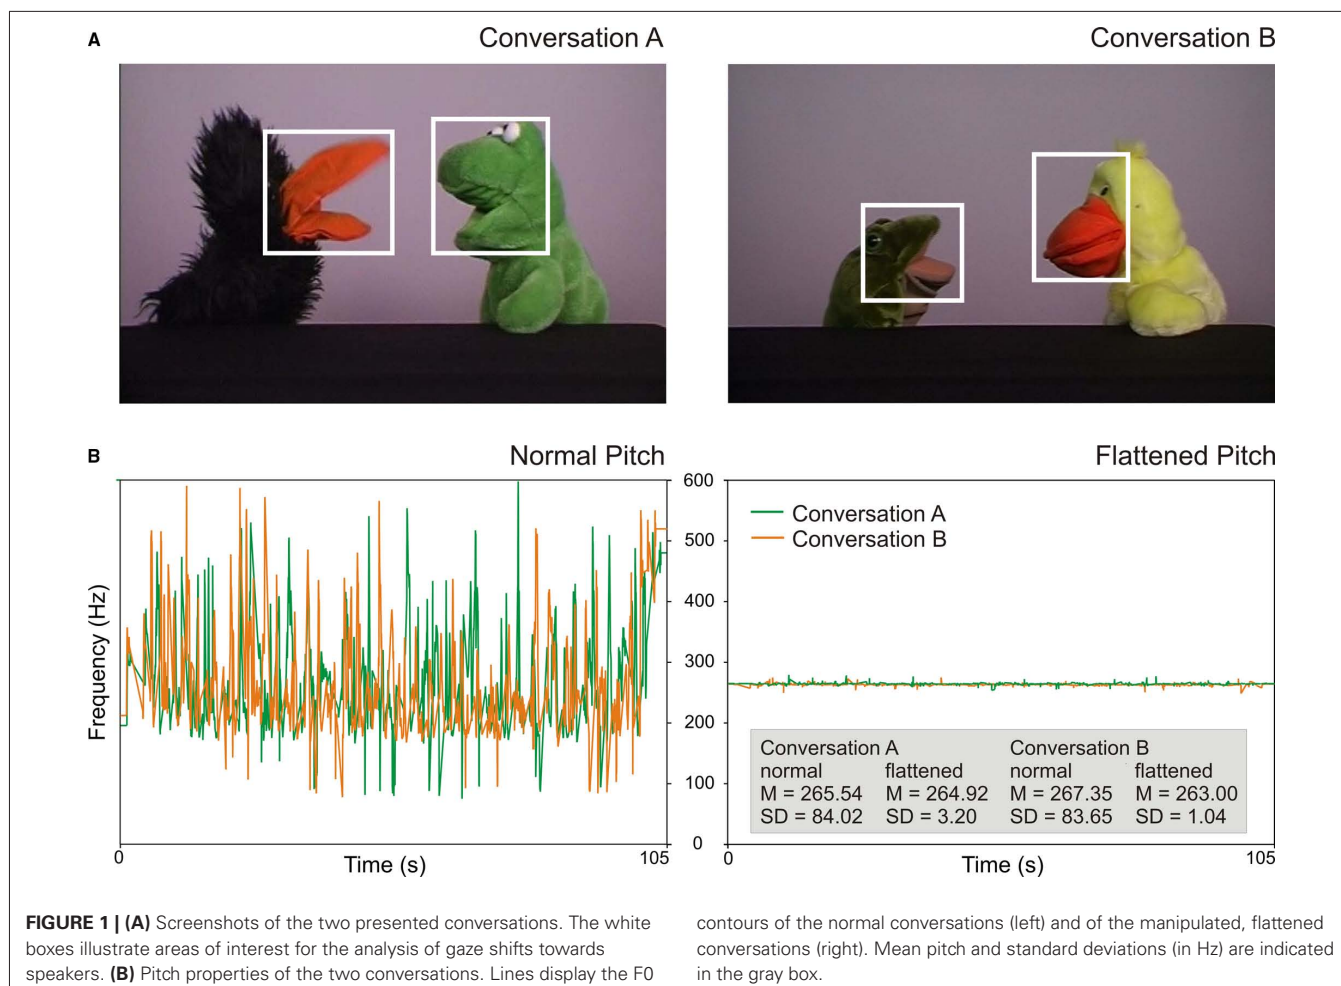 A
Conversation A
Conversation B
B
Normal Pitch
Flattened Pitch
Frequency (Hz)
600
500
400
300
200
100
0
Conversation A
Conversation B
Conversation A Conversation B
normal flattened normal flattened
M = 265.54 M = 264.92 M = 267.35 M = 263.00
SD = 84.02 SD = 3.20 SD = 83.65 SD = 1.04
0 Time (s) 105
0 Time (s) 105
FIGURE 1 | (A) Screenshots of the two presented conversations. The white
boxes illustrate areas of interest for the analysis of gaze shifts towards
speakers. (B) Pitch properties of the two conversations. Lines display the F0
contours of the normal conversations (left) and of the manipulated, flattened
conversations (right). Mean pitch and standard deviations (in Hz) are indicated
in the gray box.